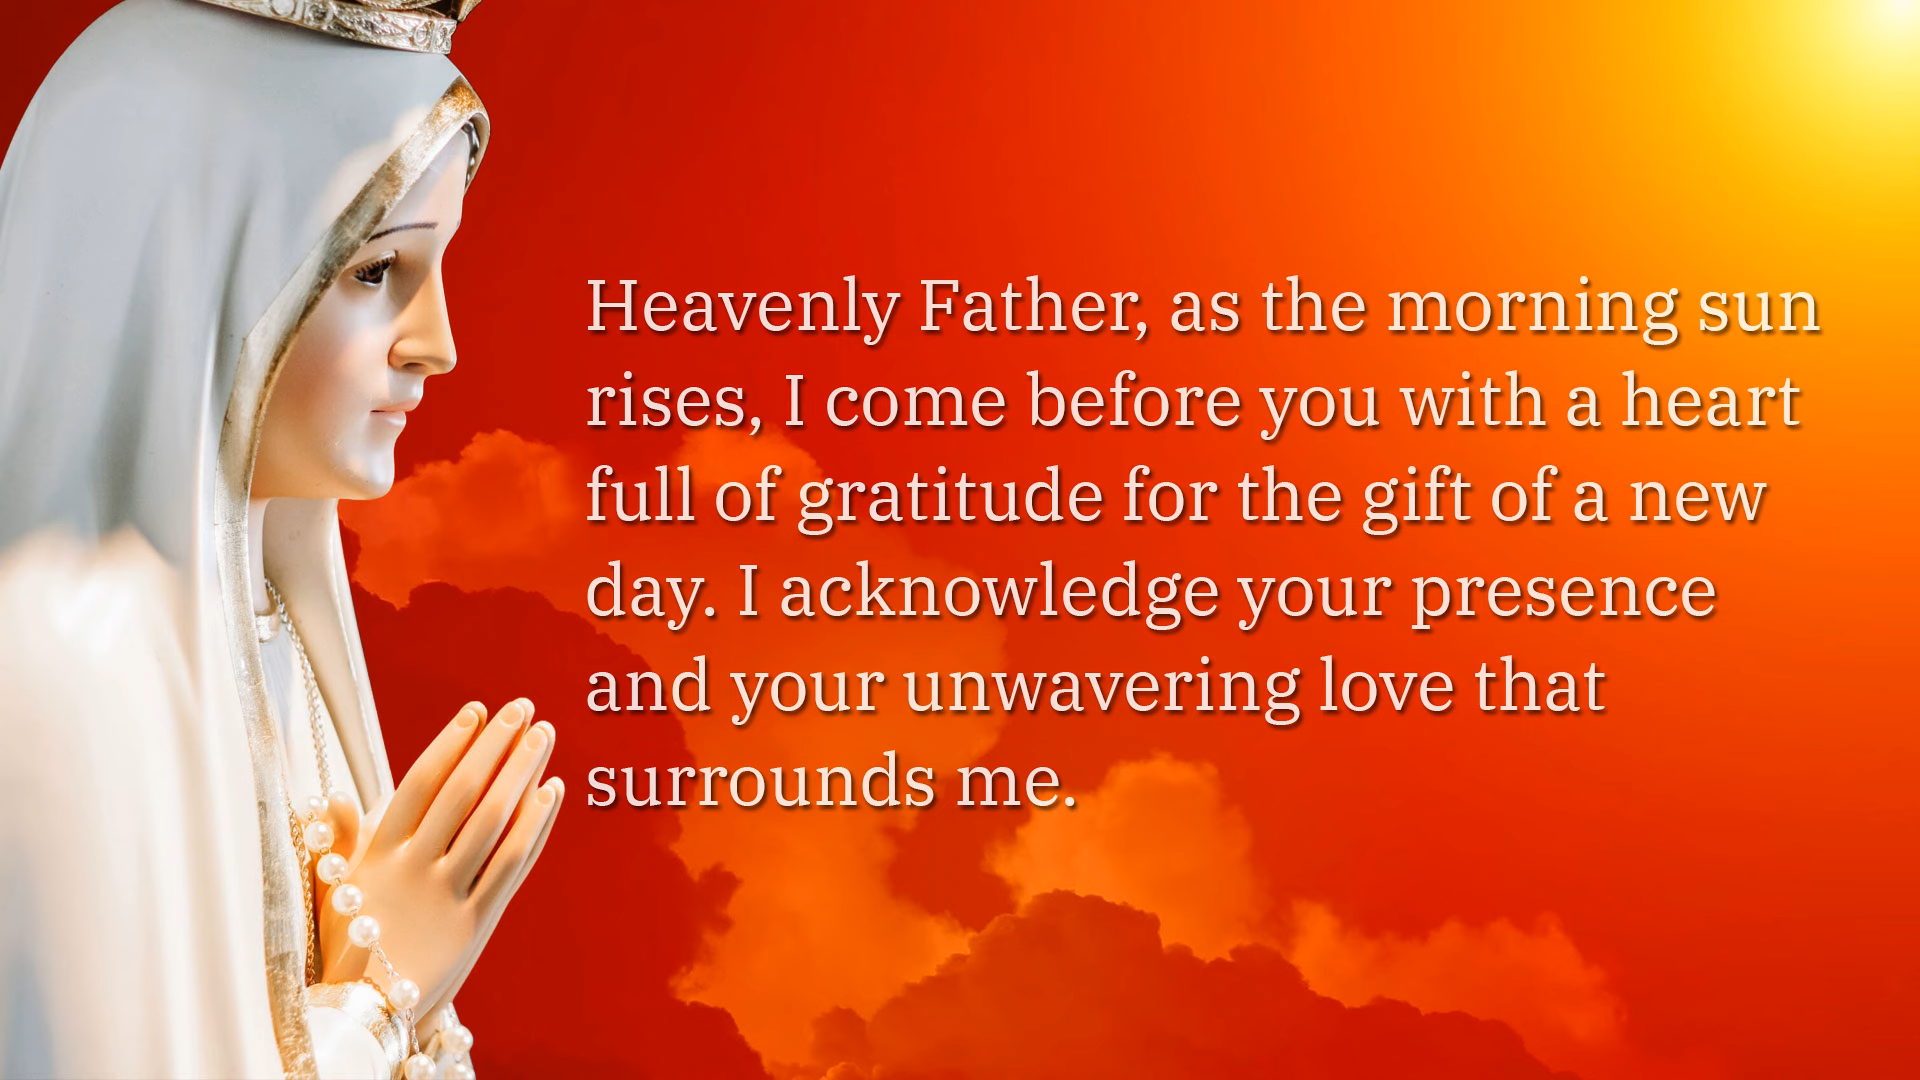 Heavenly Father, as the morning sun
rises, I come before you with a heart
full of gratitude for the gift of a new
day. I acknowledge your presence
and your unwavering love that
surrounds me.